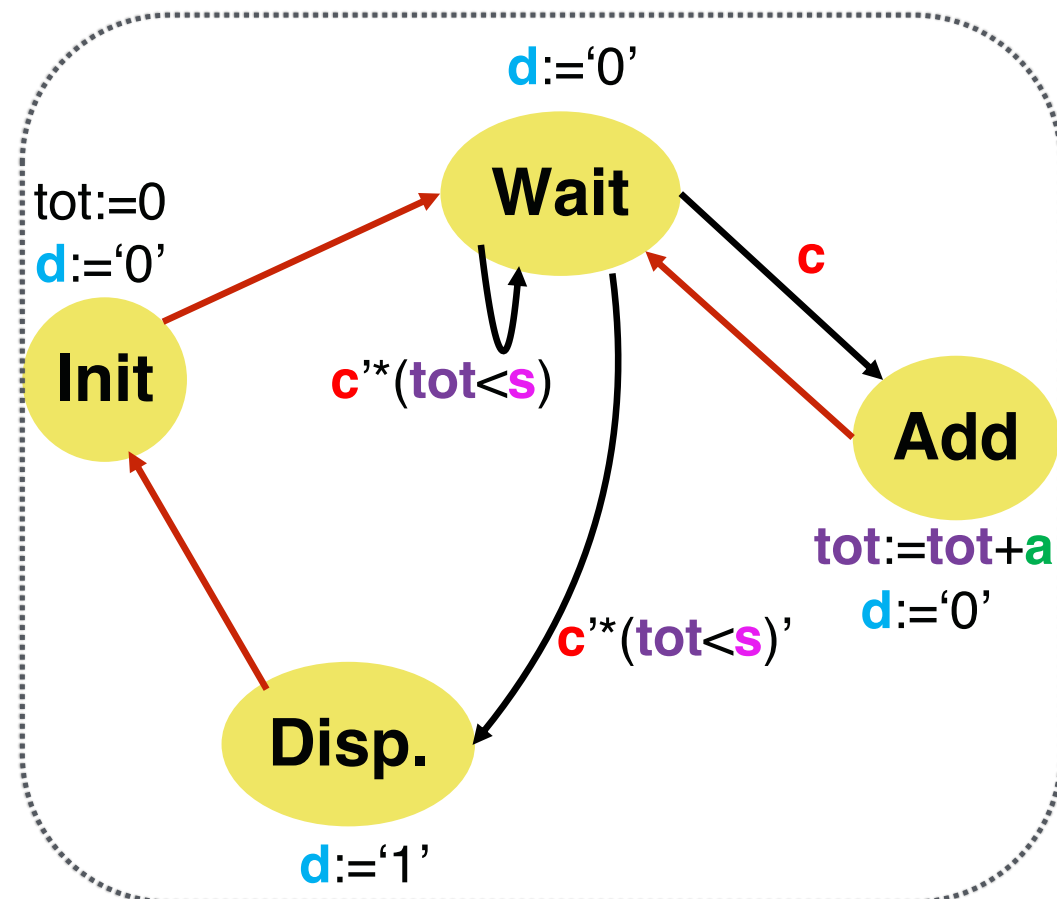 d:=‘0’
Wait
tot:=0
d:=‘0’
Init
c
c’*(tot<s)
Add
tot:=tot+a
d:=‘0’
c’*(tot<s)’
Disp.
d:=‘1’